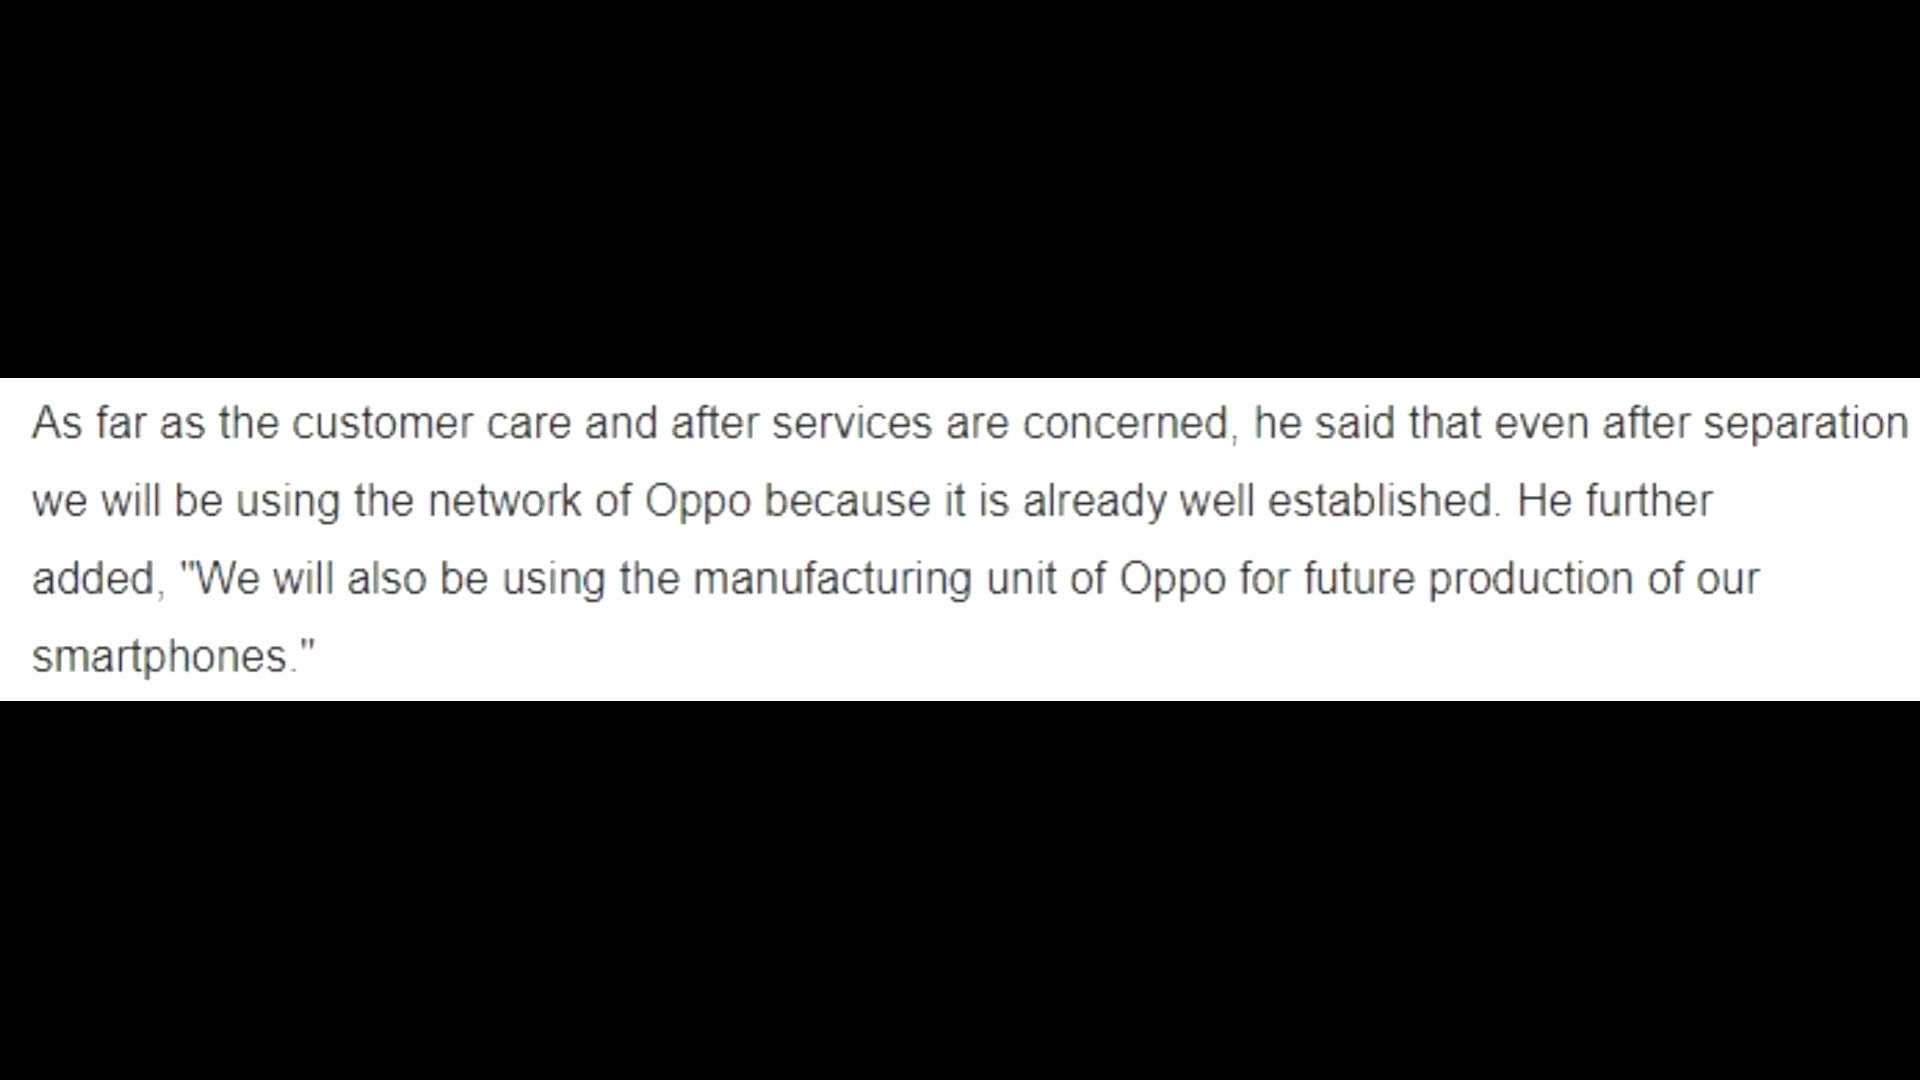 As far as the customer care and after services are concerned, he said that even after separation
we will be using the network of Oppo because it is already well established. He further
added, "We will also be using the manufacturing unit of Oppo for future production of our
smartphones."